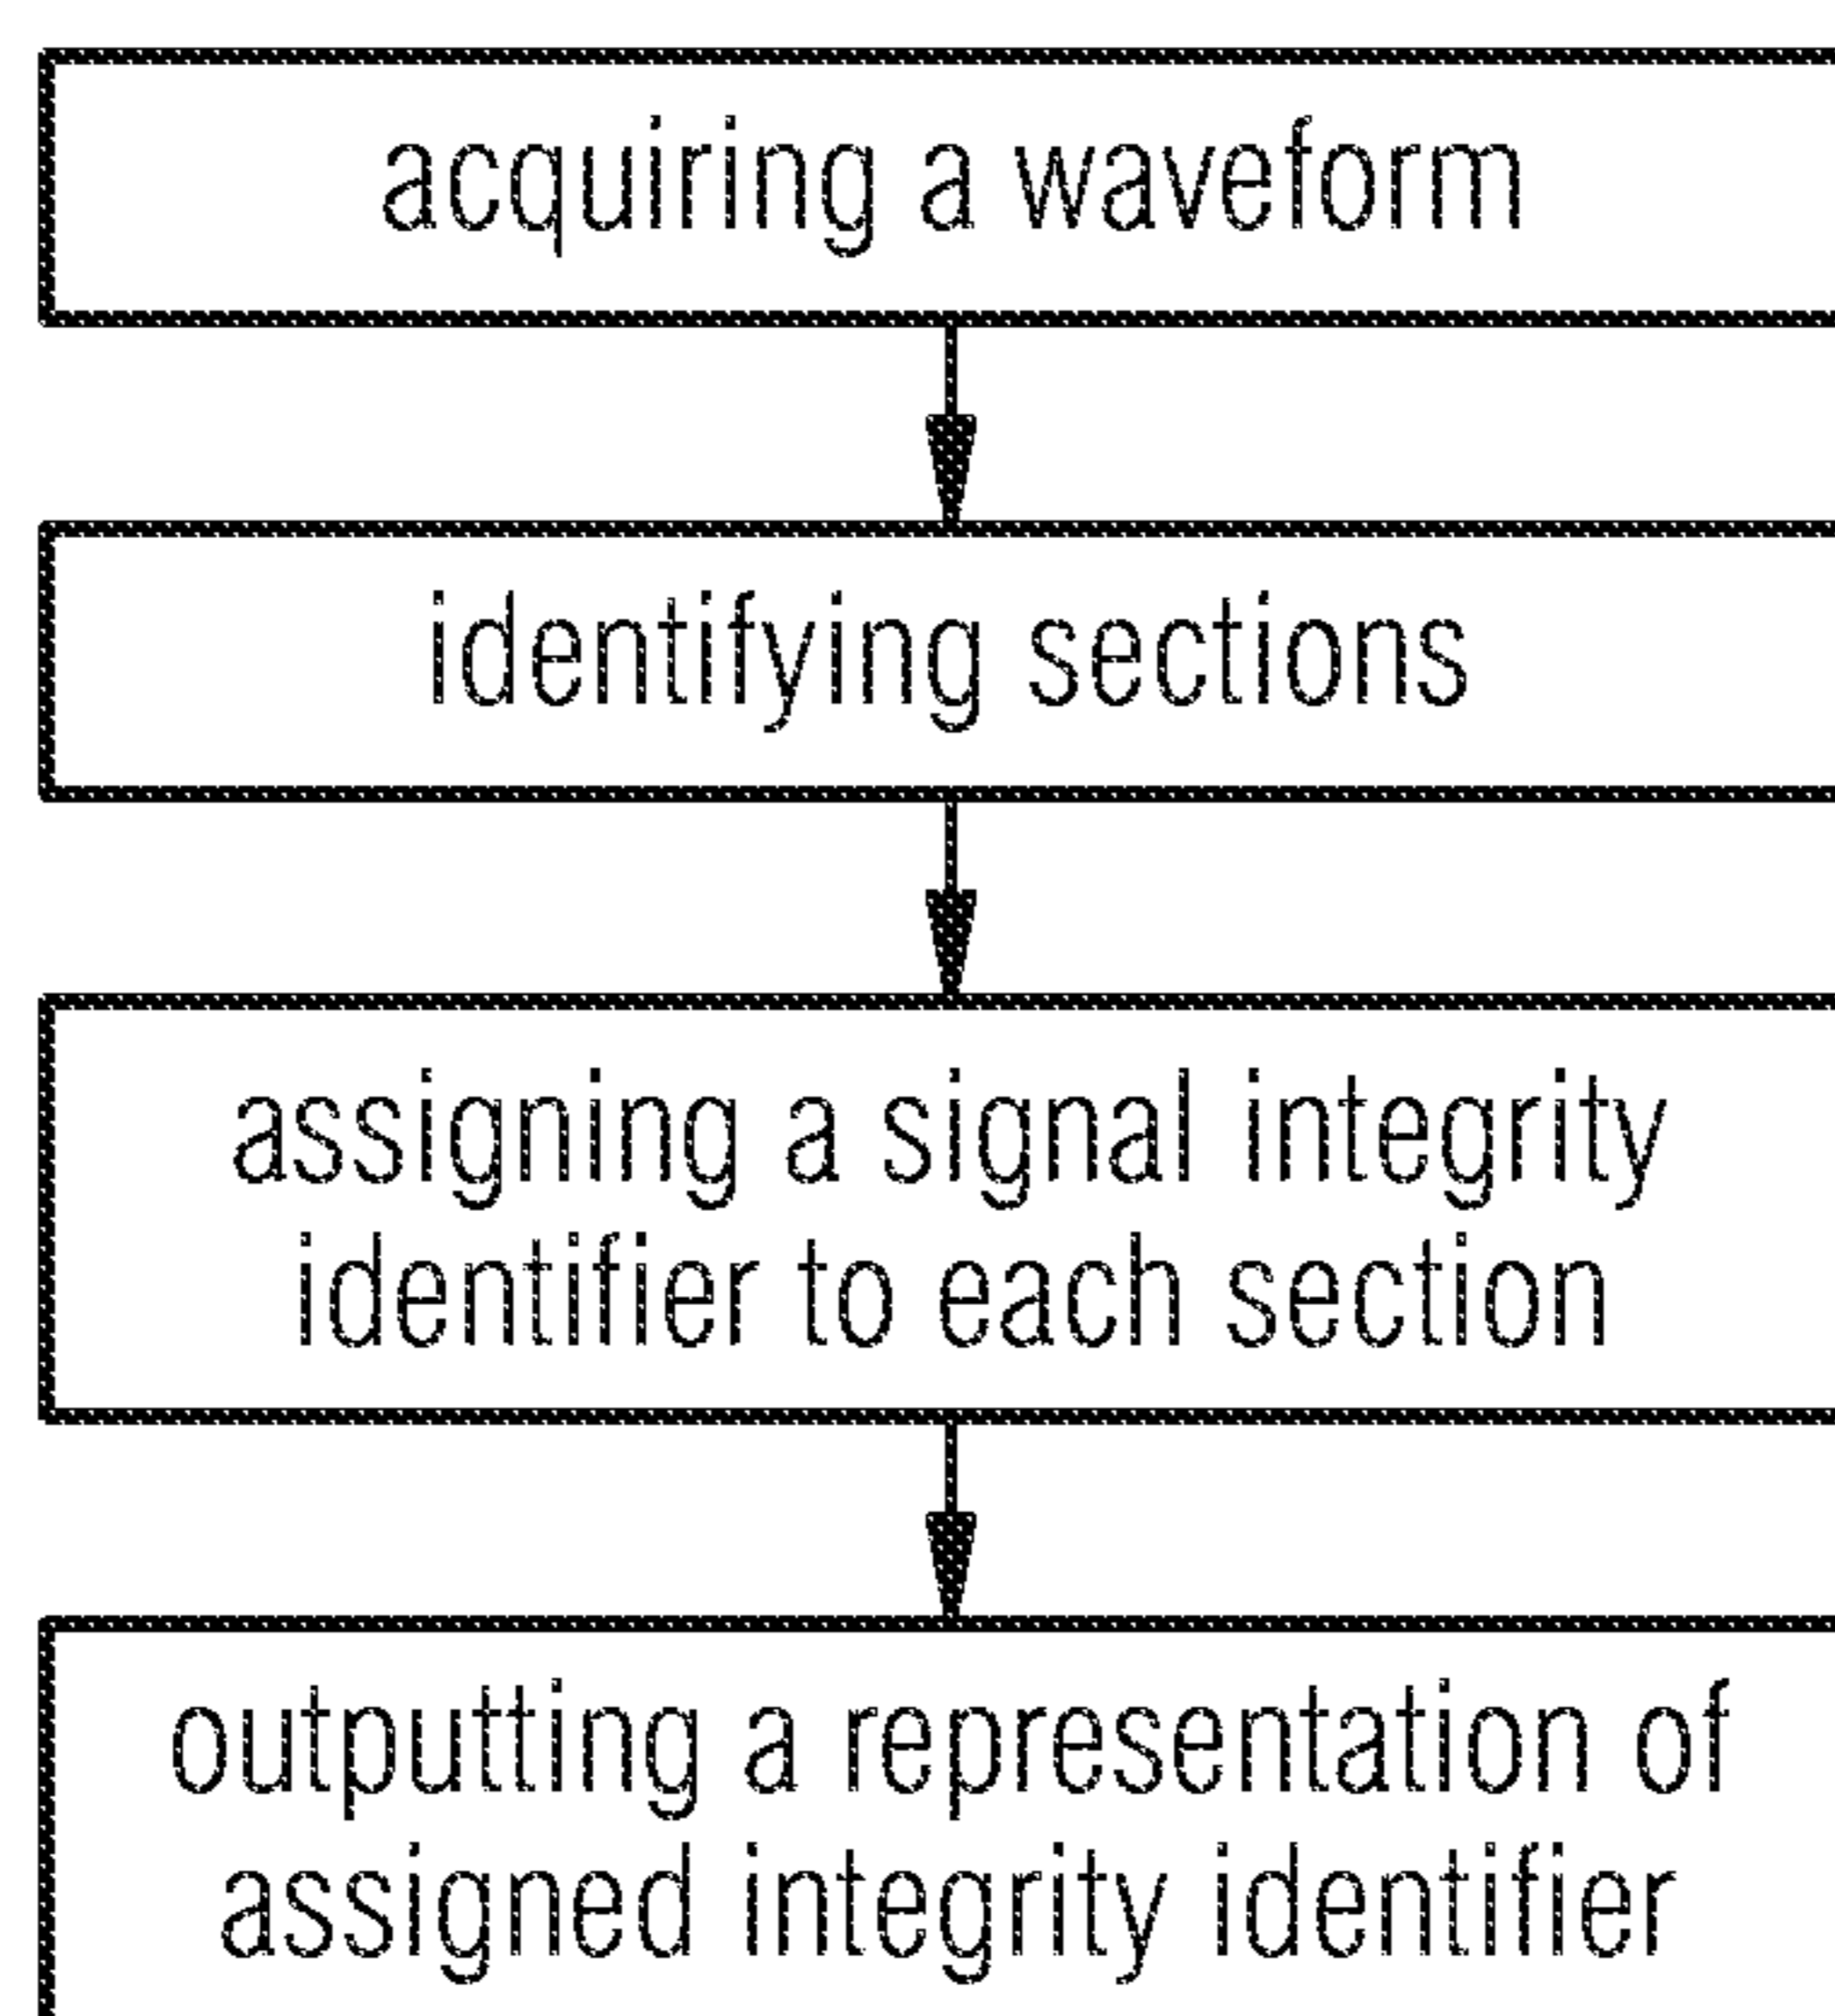 acquiring a waveform
identifying sections
assigning a signal integrity
identifier to each section
outputting a representation of
assigned integrity identifier